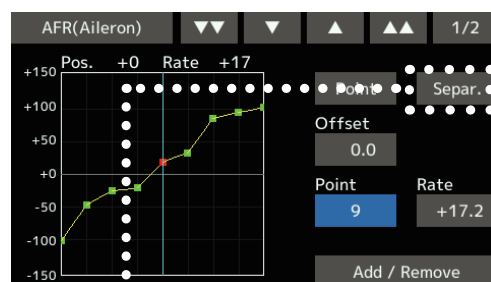 AFR(Aileron) ▼▼ ▼ ▲ ▲▲ 1/2
Pos. +0 Rate +17
+150
+100
+50
+0
-50
-100
-150
Point Separ.
Offset
0.0
Point Rate
9 +17.2
Add / Remove